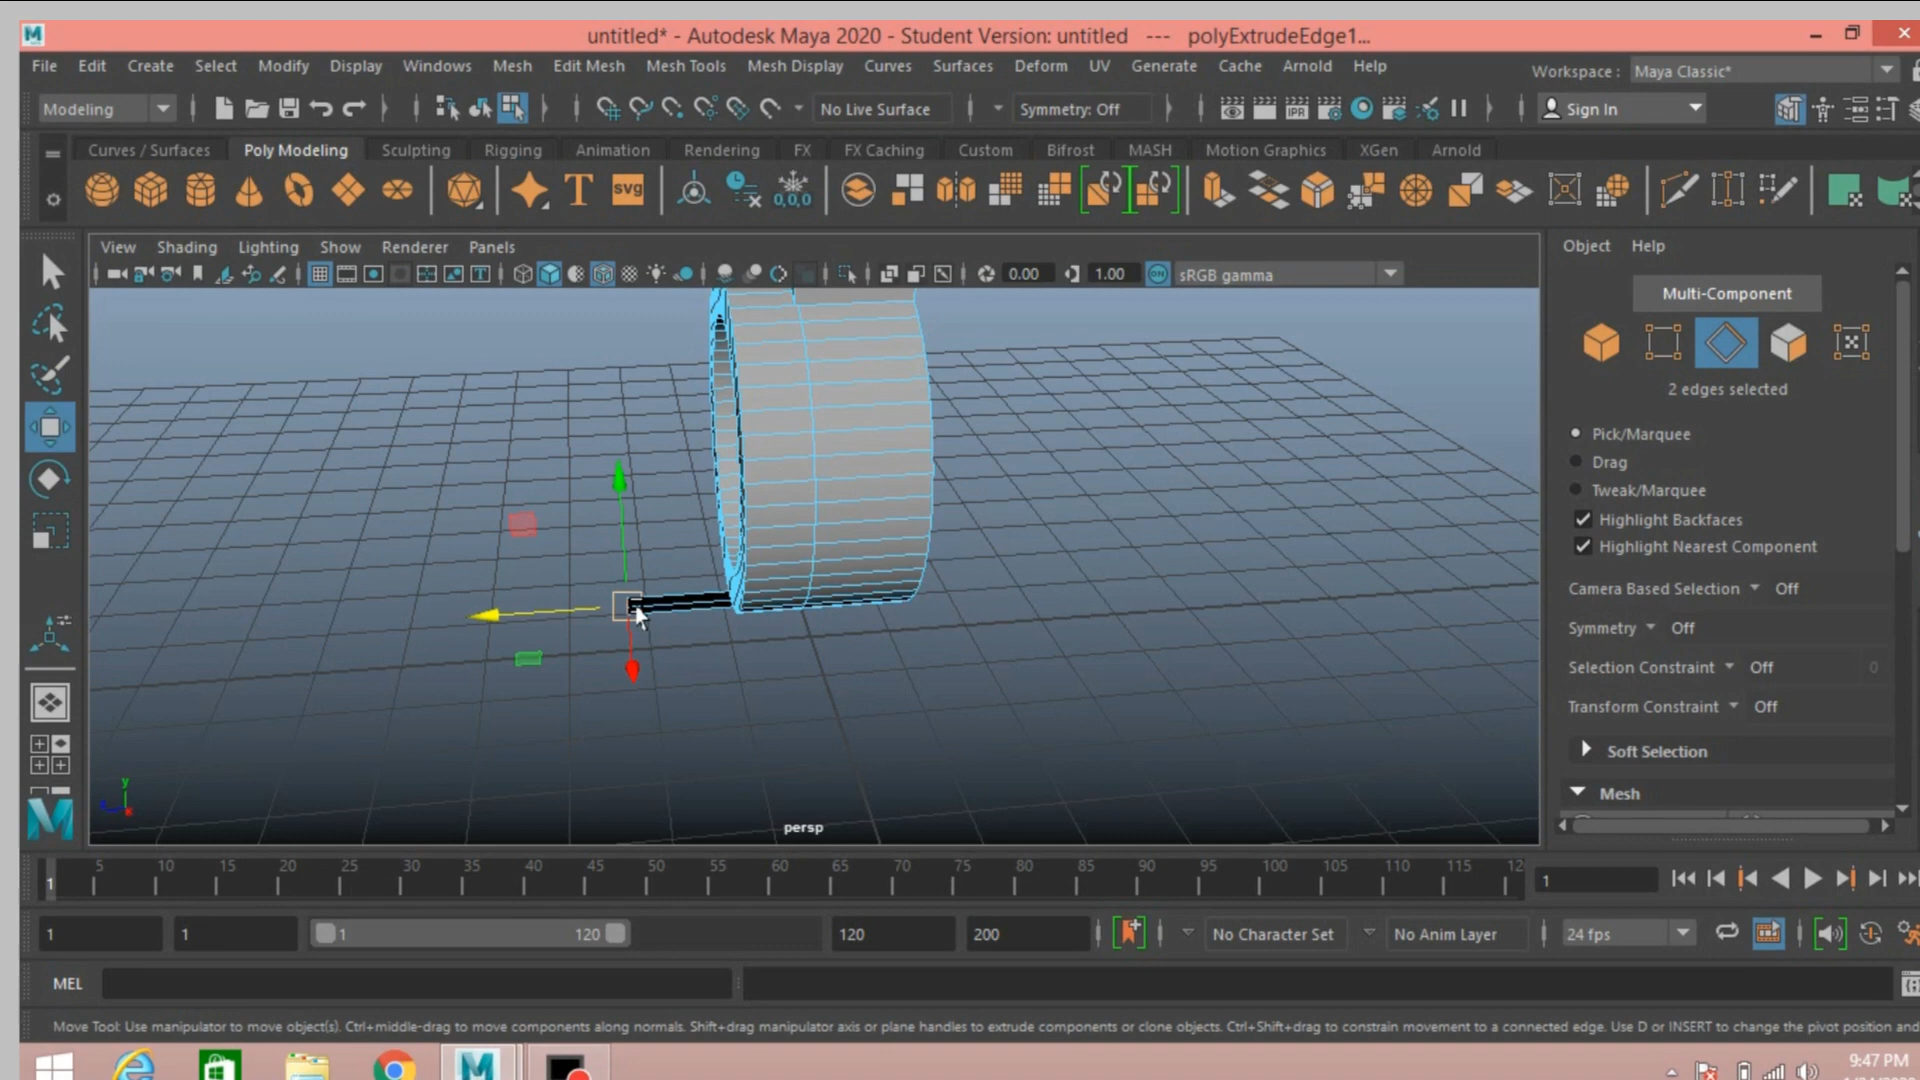 untitled* - Autodesk Maya 2020 - Student Version: untitled --- polyExtrudeEdge1...
File Edit Create Select Modify Display Windows Mesh Edit Mesh Mesh Tools Mesh Display Curves Surfaces Deform UV Generate Cache Arnold Help
Workspace : Maya Classic*
Modeling No Live Surface Symmetry: Off IPR Sign In
Curves / Surfaces Poly Modeling Sculpting Rigging Animation Rendering FX FX Caching Custom Bifrost MASH Motion Graphics XGen Arnold
T SVG 0,0,0
View Shading Lighting Show Renderer Panels
0.00 1.00 ON sRGB gamma
Object Help
Multi-Component
2 edges selected
Pick/Marquee
Drag
Tweak/Marquee
Highlight Backfaces
Highlight Nearest Component
Camera Based Selection Off
Symmetry Off
Selection Constraint Off 0
Transform Constraint Off
Soft Selection
Mesh
y
persp
5 10 15 20 25 30 35 40 45 50 55 60 65 70 75 80 85 90 95 100 105 110 115 12
1 1
1 1 1 120 120 200 No Character Set No Anim Layer 24 fps
MEL
Move Tool: Use manipulator to move object(s). Ctrl+middle-drag to move components along normals. Shift+drag manipulator axis or plane handles to extrude components or clone objects. Ctrl+Shift+drag to constrain movement to a connected edge. Use D or INSERT to change the pivot position and
9:47 PM